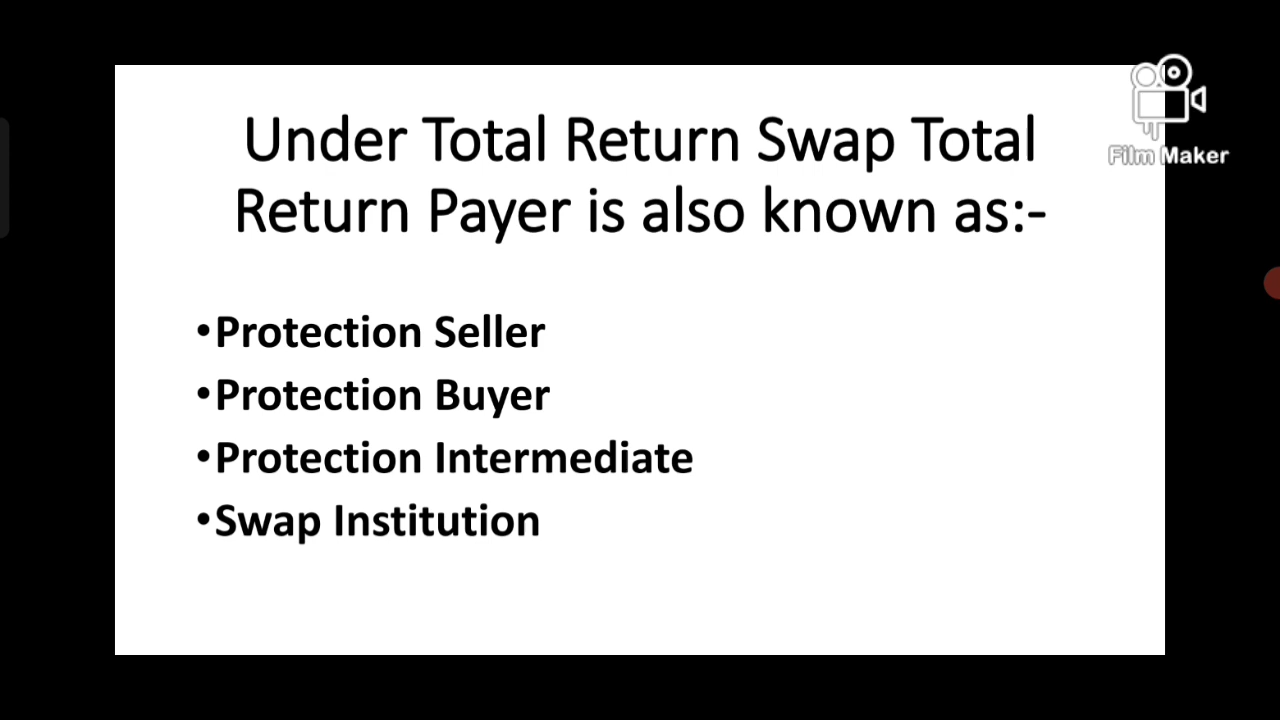 Film Maker
Under Total Return Swap Total
Return Payer is also known as:-
•Protection Seller
•Protection Buyer
•Protection Intermediate
•Swap Institution